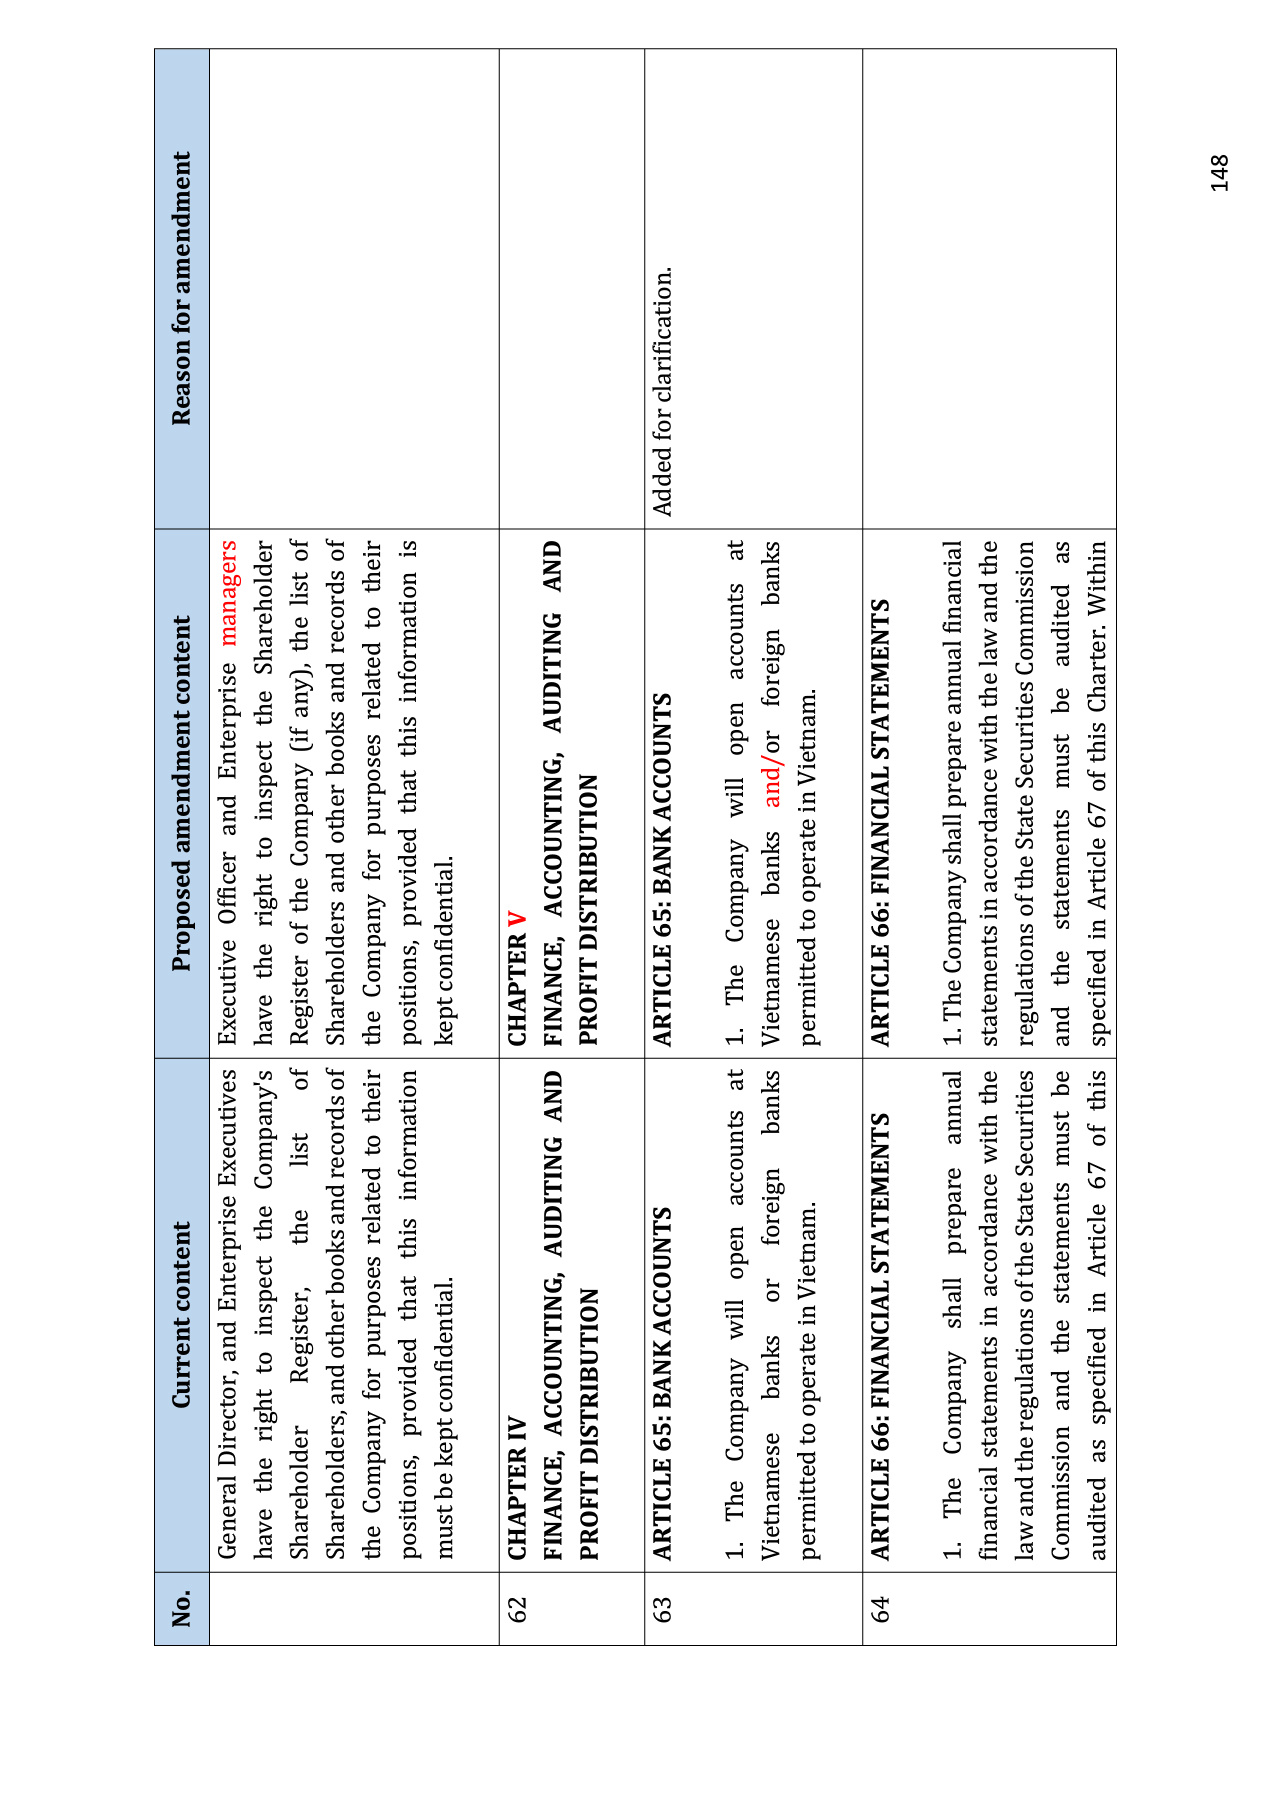 No.
Current content
Proposed amendment content
Reason for amendment
General Director, and Enterprise Executives
have the right to inspect the Company's
Shareholder Register, the list of
Shareholders, and other books and records of
the Company for purposes related to their
positions, provided that this information
must be kept confidential.
Executive Officer and Enterprise managers
have the right to inspect the Shareholder
Register of the Company (if any), the list of
Shareholders and other books and records of
the Company for purposes related to their
positions, provided that this information is
kept confidential.
62
CHAPTER IV
FINANCE, ACCOUNTING, AUDITING AND
PROFIT DISTRIBUTION
CHAPTER V
FINANCE, ACCOUNTING, AUDITING AND
PROFIT DISTRIBUTION
63
ARTICLE 65: BANK ACCOUNTS
1. The Company will open accounts at
Vietnamese banks or foreign banks
permitted to operate in Vietnam.
ARTICLE 65: BANK ACCOUNTS
1. The Company will open accounts at
Vietnamese banks and/or foreign banks
permitted to operate in Vietnam.
Added for clarification.
64
ARTICLE 66: FINANCIAL STATEMENTS
1. The Company shall prepare annual
financial statements in accordance with the
law and the regulations of the State Securities
Commission and the statements must be
audited as specified in Article 67 of this
ARTICLE 66: FINANCIAL STATEMENTS
1. The Company shall prepare annual financial
statements in accordance with the law and the
regulations of the State Securities Commission
and the statements must be audited as
specified in Article 67 of this Charter. Within
148